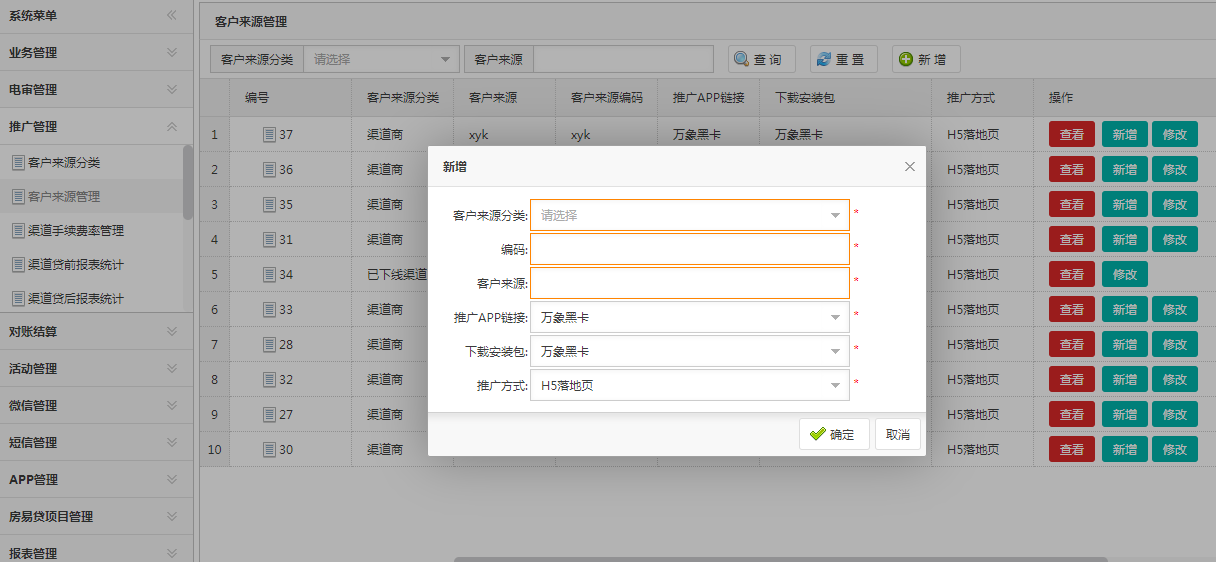 系统菜单
业务管理
电审管理
推广管理
客户来源分类
客户来源管理
渠道手续费率管理
渠道贷前报表统计
渠道贷后报表统计
对账结算
活动管理
微信管理
短信管理
APP管理
房易贷项目管理
报表管理
客户来源管理
客户来源分类 请选择 客户来源 查询 重置 新增
编号 客户来源分类 客户来源 客户来源编码 推广APP链接 下载安装包 推广方式 操作
1 37 渠道商 xyk xyk 万象黑卡 万象黑卡 H5落地页 查看 新增 修改
2 36 渠道商 H5落地页 查看 新增 修改
3 35 渠道商 H5落地页 查看 新增 修改
4 31 渠道商 H5落地页 查看 新增 修改
5 34 已下线渠道 H5落地页 查看 修改
6 33 渠道商 H5落地页 查看 新增 修改
7 28 渠道商 H5落地页 查看 新增 修改
8 32 渠道商 H5落地页 查看 新增 修改
9 27 渠道商 H5落地页 查看 新增 修改
10 30 渠道商 H5落地页 查看 新增 修改
新增
客户来源分类: 请选择 *
编码: *
客户来源: *
推广APP链接: 万象黑卡 *
下载安装包: 万象黑卡 *
推广方式: H5落地页 *
确定 取消